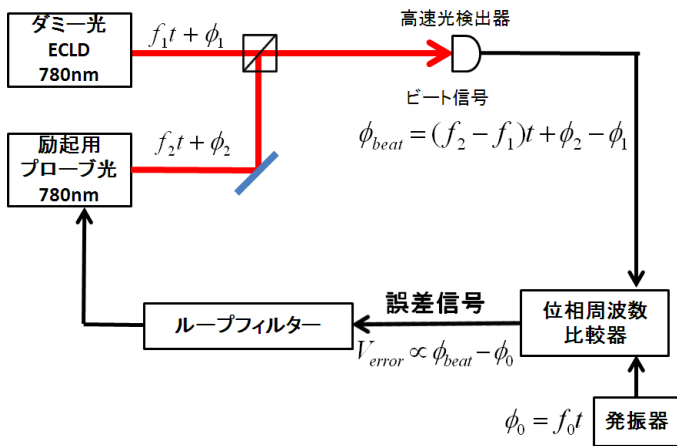 ダミー光
ECLD
780nm
f₁t + ϕ₁
高速光検出器
ビート信号
ϕ_beat = (f₂ − f₁)t + ϕ₂ − ϕ₁
励起用
プローブ光
780nm
f₂t + ϕ₂
ループフィルター
誤差信号
V_error ∝ ϕ_beat − ϕ₀
位相周波数
比較器
ϕ₀ = f₀t
発振器